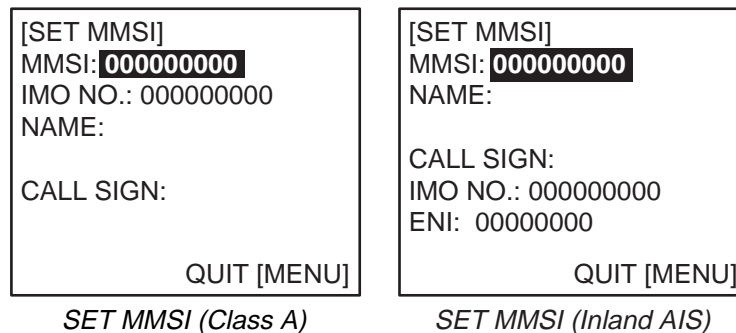 [SET MMSI]
MMSI: 000000000
IMO NO.: 000000000
NAME:
CALL SIGN:
QUIT [MENU]
SET MMSI (Class A)
[SET MMSI]
MMSI: 000000000
NAME:
CALL SIGN:
IMO NO.: 000000000
ENI: 00000000
QUIT [MENU]
SET MMSI (Inland AIS)